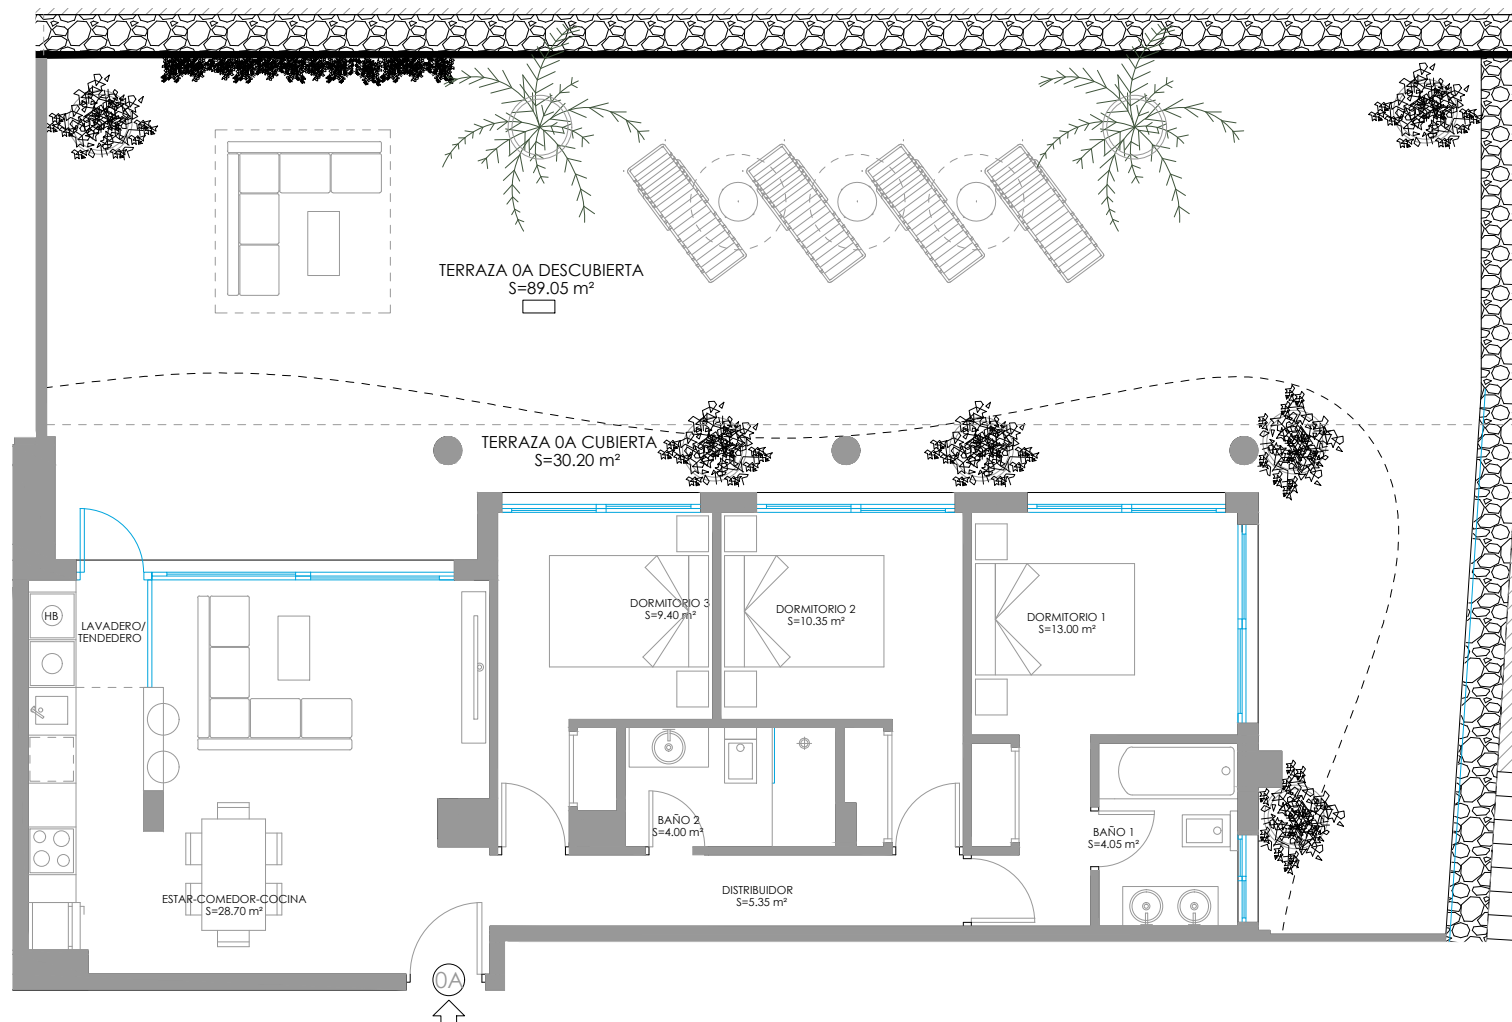 TERRAZA 0A DESCUBIERTA
S=89.05 m²
TERRAZA 0A CUBIERTA
S=30.20 m²
HB
LAVADERO/
TENDEDERO
DORMITORIO 3
S=9.40 m²
DORMITORIO 2
S=10.35 m²
DORMITORIO 1
S=13.00 m²
BAÑO 2
S=4.00 m²
BAÑO 1
S=4.05 m²
ESTAR-COMEDOR-COCINA
S=28.70 m²
DISTRIBUIDOR
S=5.35 m²
0A